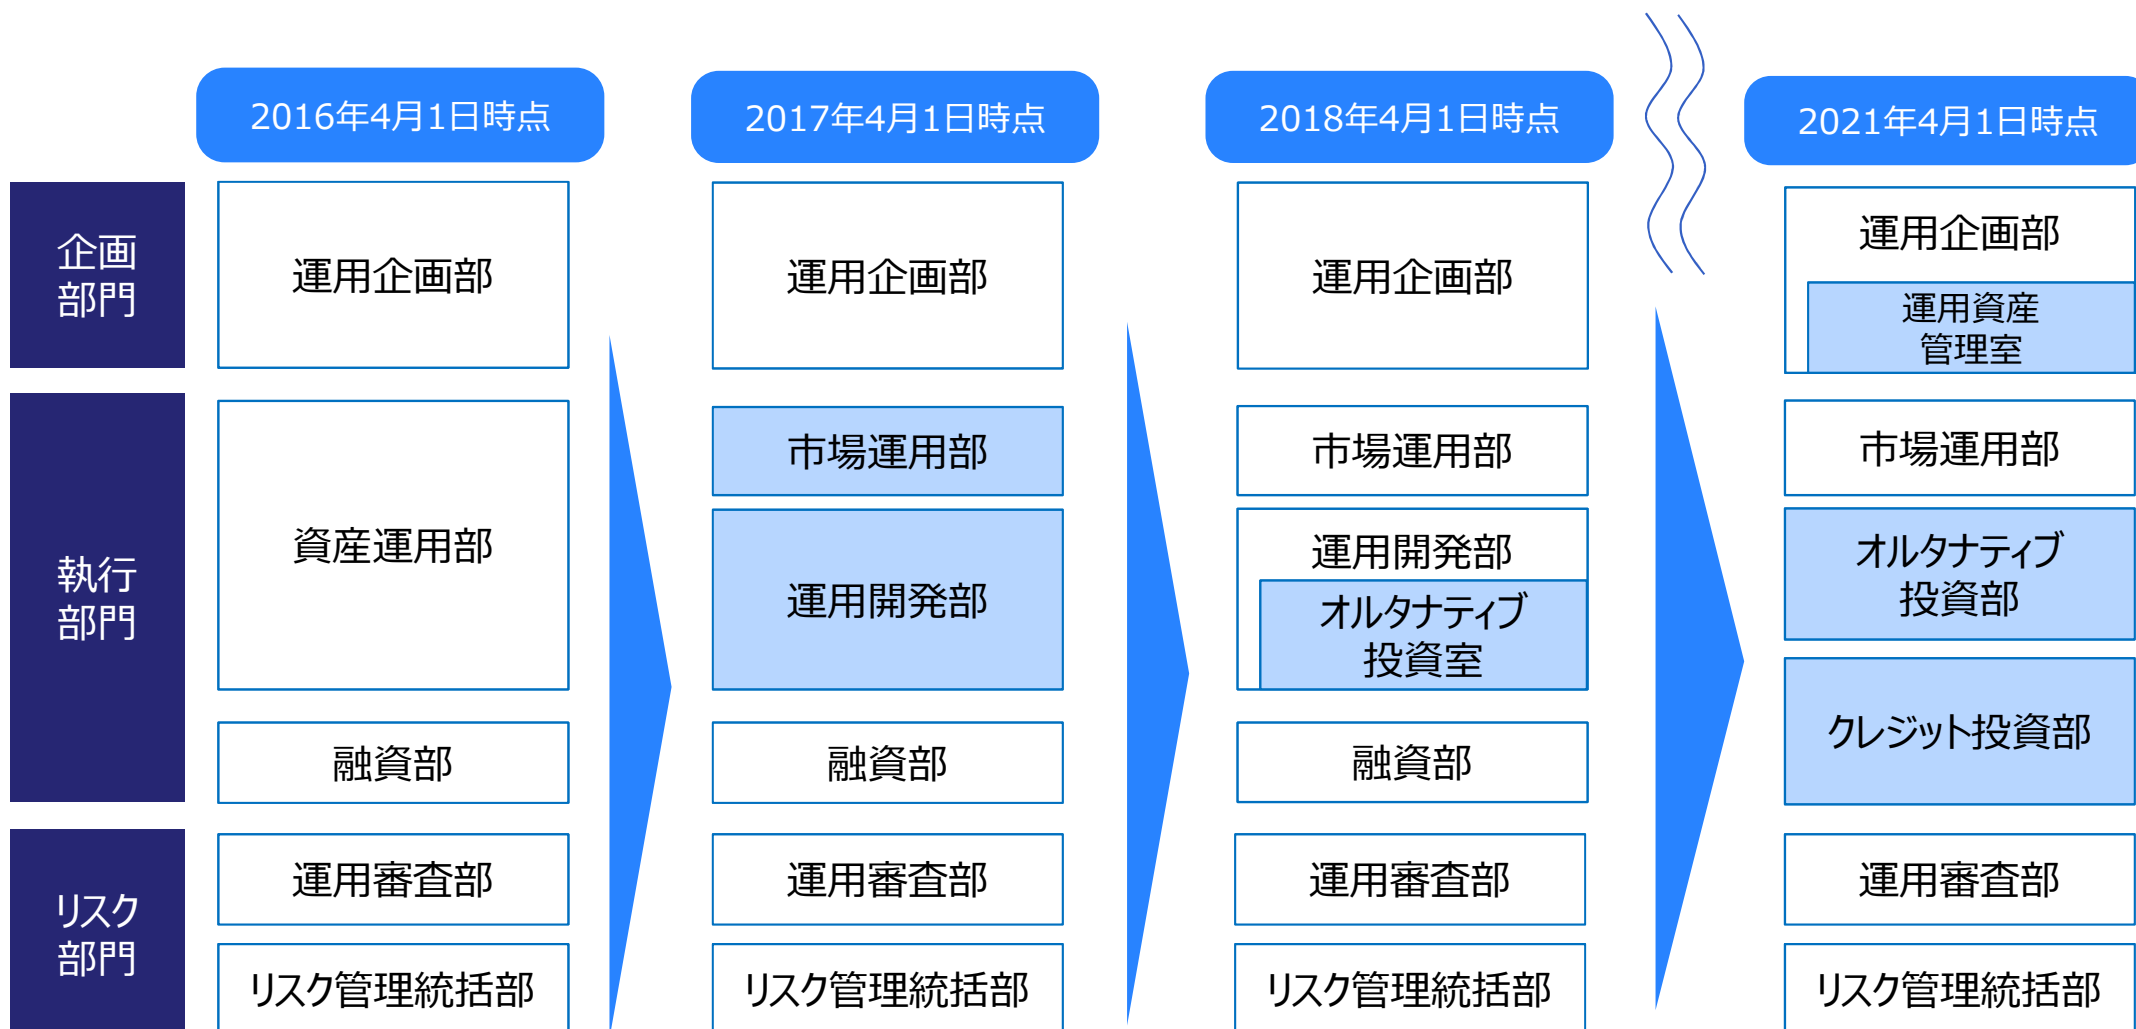 2016年4月1日時点
2017年4月1日時点
2018年4月1日時点
2021年4月1日時点
企画
部門
運用企画部
運用企画部
運用企画部
運用企画部
運用資産
管理室
執行
部門
資産運用部
融資部
市場運用部
運用開発部
融資部
市場運用部
運用開発部
オルタナティブ
投資室
融資部
市場運用部
オルタナティブ
投資部
クレジット投資部
リスク
部門
運用審査部
運用審査部
運用審査部
運用審査部
リスク管理統括部
リスク管理統括部
リスク管理統括部
リスク管理統括部